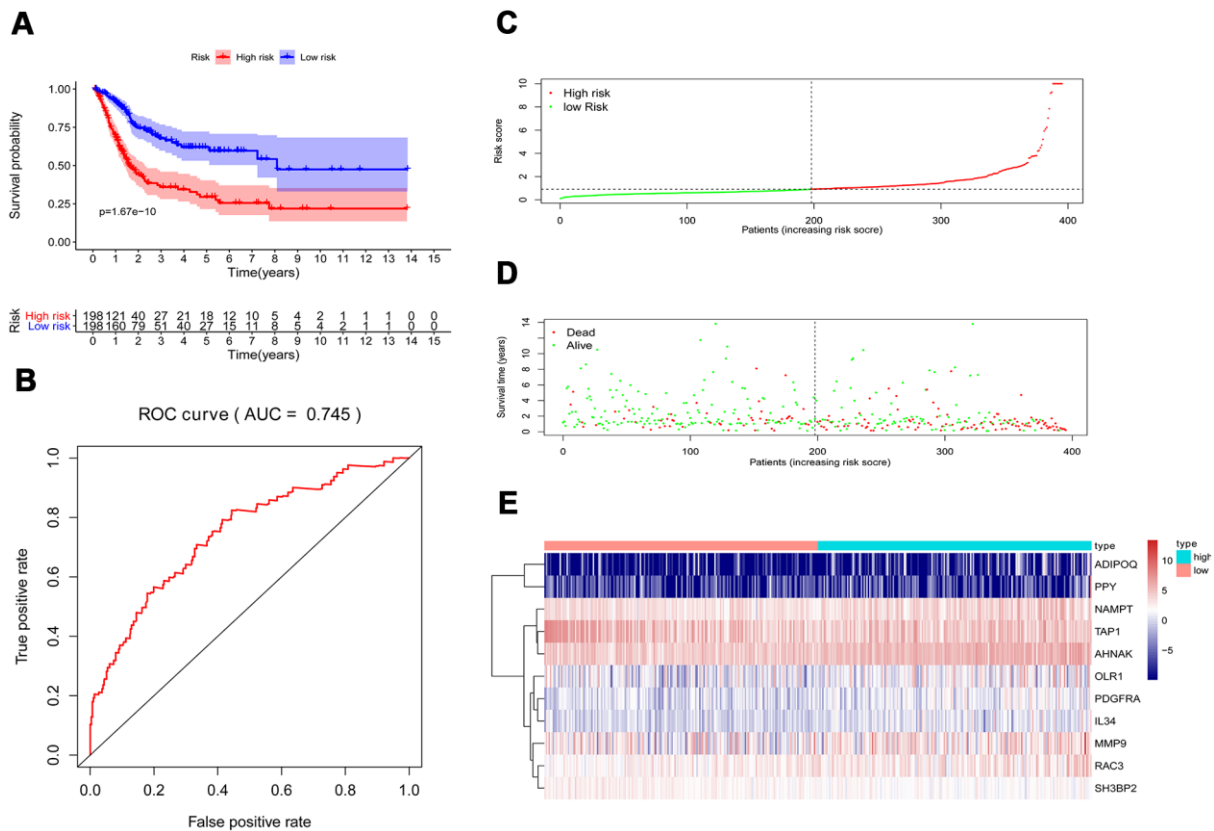 A
Risk High risk Low risk
Survival probability
1.00
0.75
0.50
0.25
0.00
p=1.67e−10
0 1 2 3 4 5 6 7 8 9 10 11 12 13 14 15
Time(years)
Risk
High risk 198 121 40 27 21 18 12 10 5 4 2 1 1 1 0 0
Low risk 198 160 79 51 40 27 15 11 8 5 4 2 1 1 0 0
0 1 2 3 4 5 6 7 8 9 10 11 12 13 14 15
Time(years)
B
ROC curve ( AUC = 0.745 )
True positive rate
1.0
0.8
0.6
0.4
0.2
0.0
0.0 0.2 0.4 0.6 0.8 1.0
False positive rate
C
High risk
low Risk
Risk score
10
8
6
4
2
0
0 100 200 300 400
Patients (increasing risk socre)
D
Dead
Alive
Survival time (years)
14
12
10
8
6
4
2
0
0 100 200 300 400
Patients (increasing risk socre)
E
type
ADIPOQ
PPY
NAMPT
TAP1
AHNAK
OLR1
PDGFRA
IL34
MMP9
RAC3
SH3BP2
10
5
0
−5
type
high
low